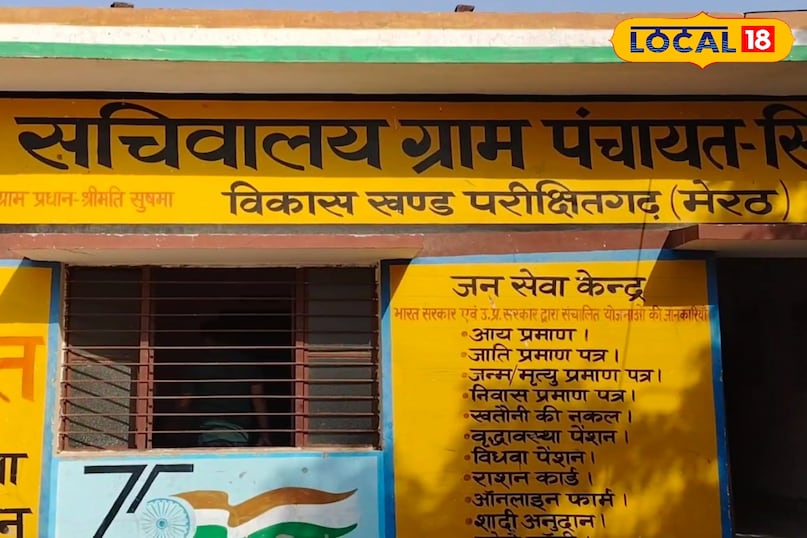 LOCAL 18
सचिवालय ग्राम पंचायत-सि
ग्राम प्रधान-श्रीमति सुषमा
विकास खण्ड परीक्षितगढ़ (मेरठ)
जन सेवा केन्द्र
भारत सरकार एवं उ.प्र. सरकार द्वारा संचालित योजनाओं की जानकारियां
• आय प्रमाण ।
• जाति प्रमाण पत्र ।
• जन्म/मृत्यु प्रमाण पत्र ।
• निवास प्रमाण पत्र ।
• खतौनी की नकल ।
• वृद्धावस्था पेंशन ।
• विधवा पेंशन ।
• राशन कार्ड ।
• ऑनलाइन फार्म ।
• शादी अनुदान ।
75